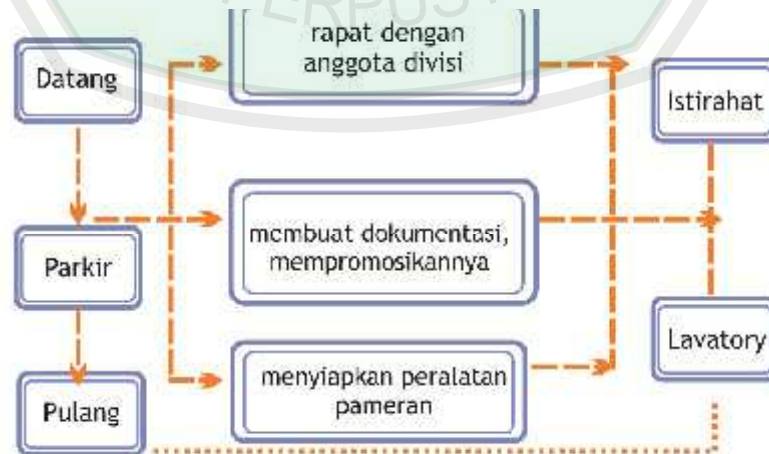 Datang
Parkir
Pulang
rapat dengan
anggota divisi
membuat dokumentasi,
mempromosikannya
menyiapkan peralatan
pameran
Istirahat
Lavatory